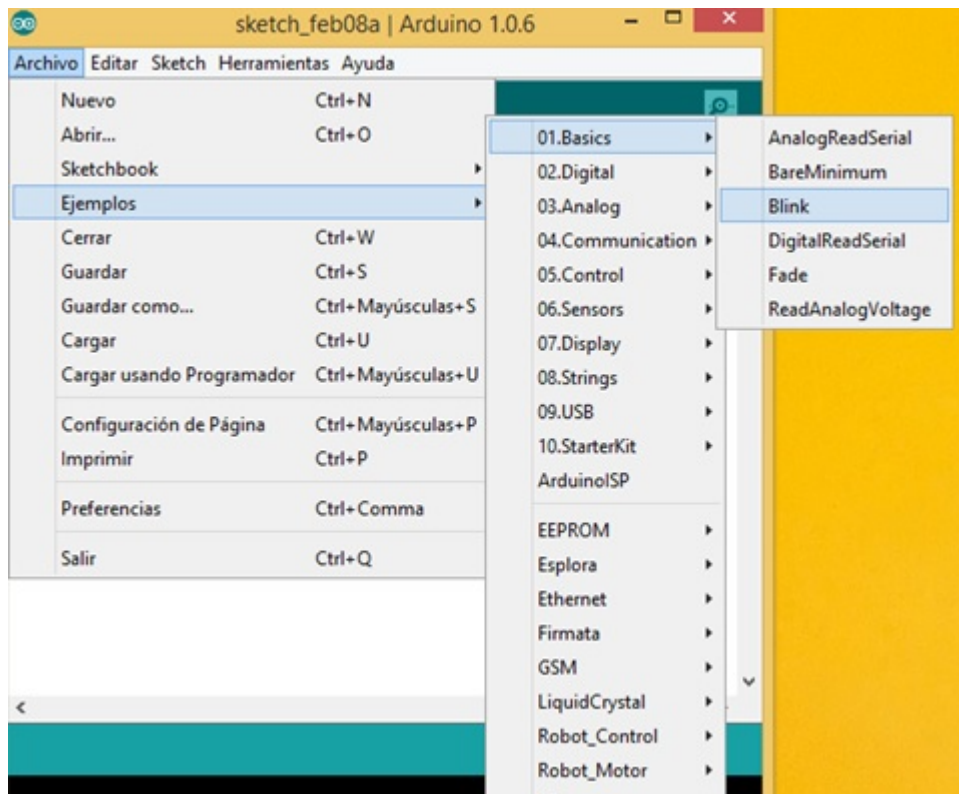 sketch_feb08a | Arduino 1.0.6
Archivo Editar Sketch Herramientas Ayuda
Nuevo Ctrl+N
Abrir... Ctrl+O
Sketchbook
Ejemplos
Cerrar Ctrl+W
Guardar Ctrl+S
Guardar como... Ctrl+Mayúsculas+S
Cargar Ctrl+U
Cargar usando Programador Ctrl+Mayúsculas+U
Configuración de Página Ctrl+Mayúsculas+P
Imprimir Ctrl+P
Preferencias Ctrl+Comma
Salir Ctrl+Q
01.Basics
02.Digital
03.Analog
04.Communication
05.Control
06.Sensors
07.Display
08.Strings
09.USB
10.StarterKit
ArduinoISP
EEPROM
Esplora
Ethernet
Firmata
GSM
LiquidCrystal
Robot_Control
Robot_Motor
AnalogReadSerial
BareMinimum
Blink
DigitalReadSerial
Fade
ReadAnalogVoltage